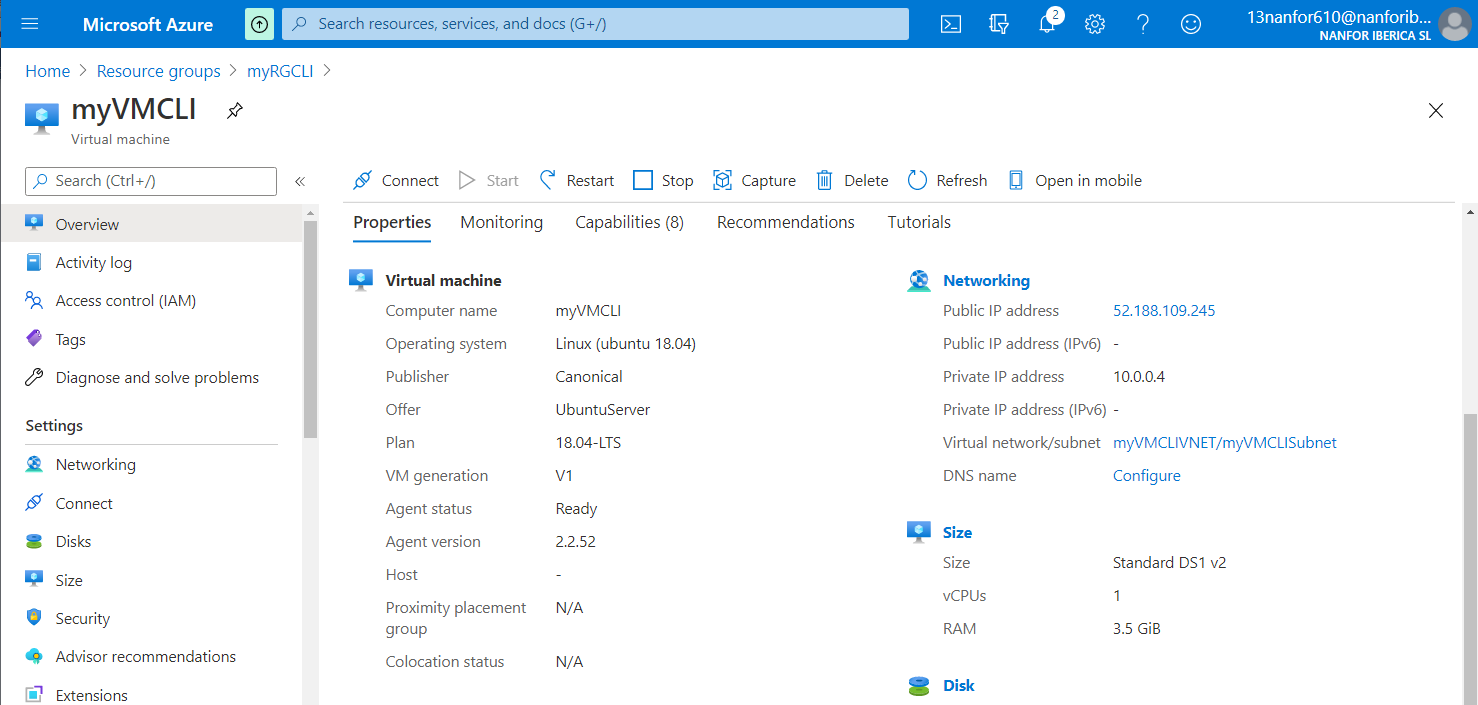 Microsoft Azure
Search resources, services, and docs (G+/)
2
13nanfor610@nanforib...
NANFOR IBERICA SL
Home > Resource groups > myRGCLI >
myVMCLI
Virtual machine
Search (Ctrl+/)
«
Connect Start Restart Stop Capture Delete Refresh Open in mobile
Overview
Activity log
Access control (IAM)
Tags
Diagnose and solve problems
Settings
Networking
Connect
Disks
Size
Security
Advisor recommendations
Extensions
Properties Monitoring Capabilities (8) Recommendations Tutorials
Virtual machine
Computer name myVMCLI
Operating system Linux (ubuntu 18.04)
Publisher Canonical
Offer UbuntuServer
Plan 18.04-LTS
VM generation V1
Agent status Ready
Agent version 2.2.52
Host -
Proximity placement group N/A
Colocation status N/A
Networking
Public IP address 52.188.109.245
Public IP address (IPv6) -
Private IP address 10.0.0.4
Private IP address (IPv6) -
Virtual network/subnet myVMCLIVNET/myVMCLISubnet
DNS name Configure
Size
Size Standard DS1 v2
vCPUs 1
RAM 3.5 GiB
Disk